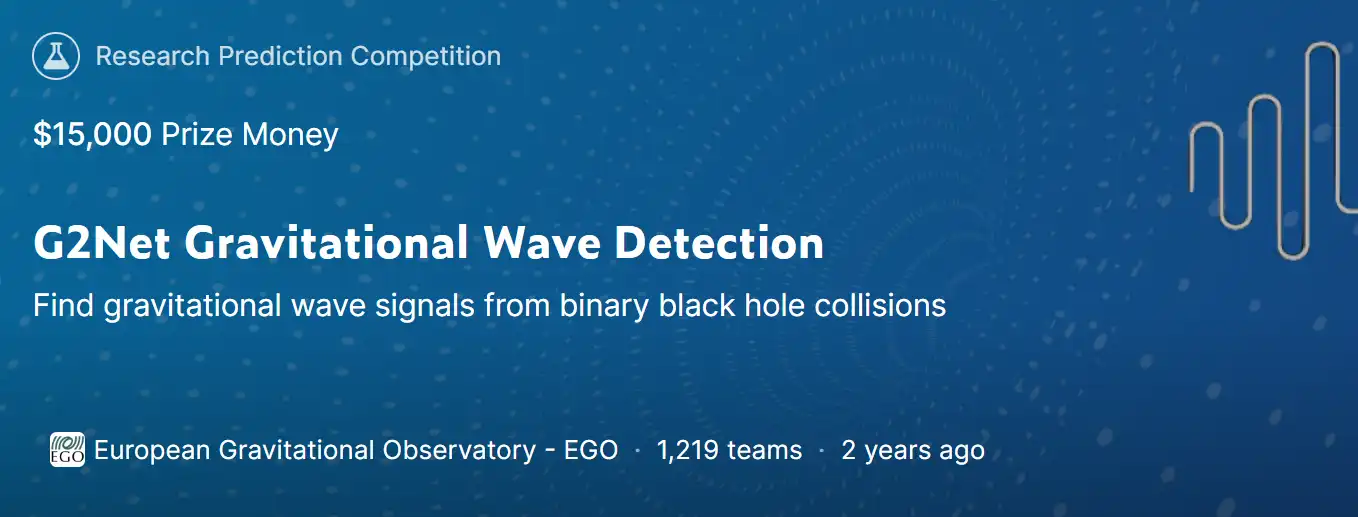 Research Prediction Competition
$15,000 Prize Money
G2Net Gravitational Wave Detection
Find gravitational wave signals from binary black hole collisions
EGO European Gravitational Observatory - EGO · 1,219 teams · 2 years ago